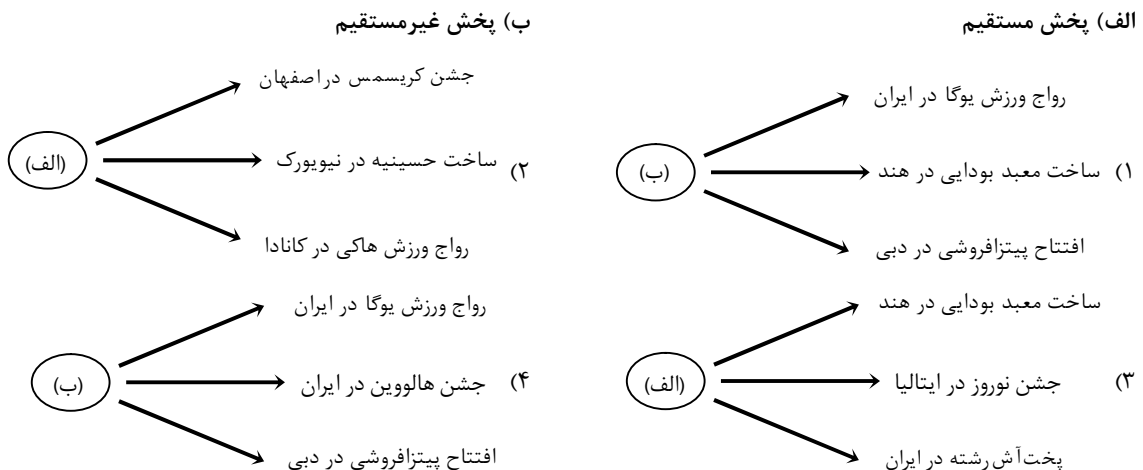 الف) پخش مستقیم
ب) پخش غیرمستقیم
۱)
رواج ورزش یوگا در ایران
ساخت معبد بودایی در هند
افتتاح پیتزافروشی در دبی
(ب)
۲)
جشن کریسمس دراصفهان
ساخت حسینیه در نیویورک
رواج ورزش هاکی در کانادا
(الف)
۳)
ساخت معبد بودایی در هند
جشن نوروز در ایتالیا
پخت‌آش‌رشته در ایران
(الف)
۴)
رواج ورزش یوگا در ایران
جشن هالووین در ایران
افتتاح پیتزافروشی در دبی
(ب)